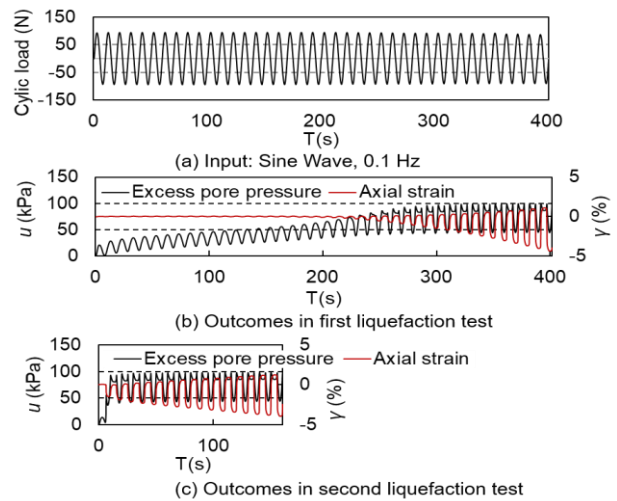 Cylic load (N)
150
50
-50
-150
0 100 200 300 400
T(s)
(a) Input: Sine Wave, 0.1 Hz
u (kPa)
150
100
50
0
Excess pore pressure Axial strain
5
0
-5
γ (%)
0 100 200 300 400
T(s)
(b) Outcomes in first liquefaction test
u (kPa)
150
100
50
0
Excess pore pressure Axial strain
5
0
-5
γ (%)
0 100
T(s)
(c) Outcomes in second liquefaction test